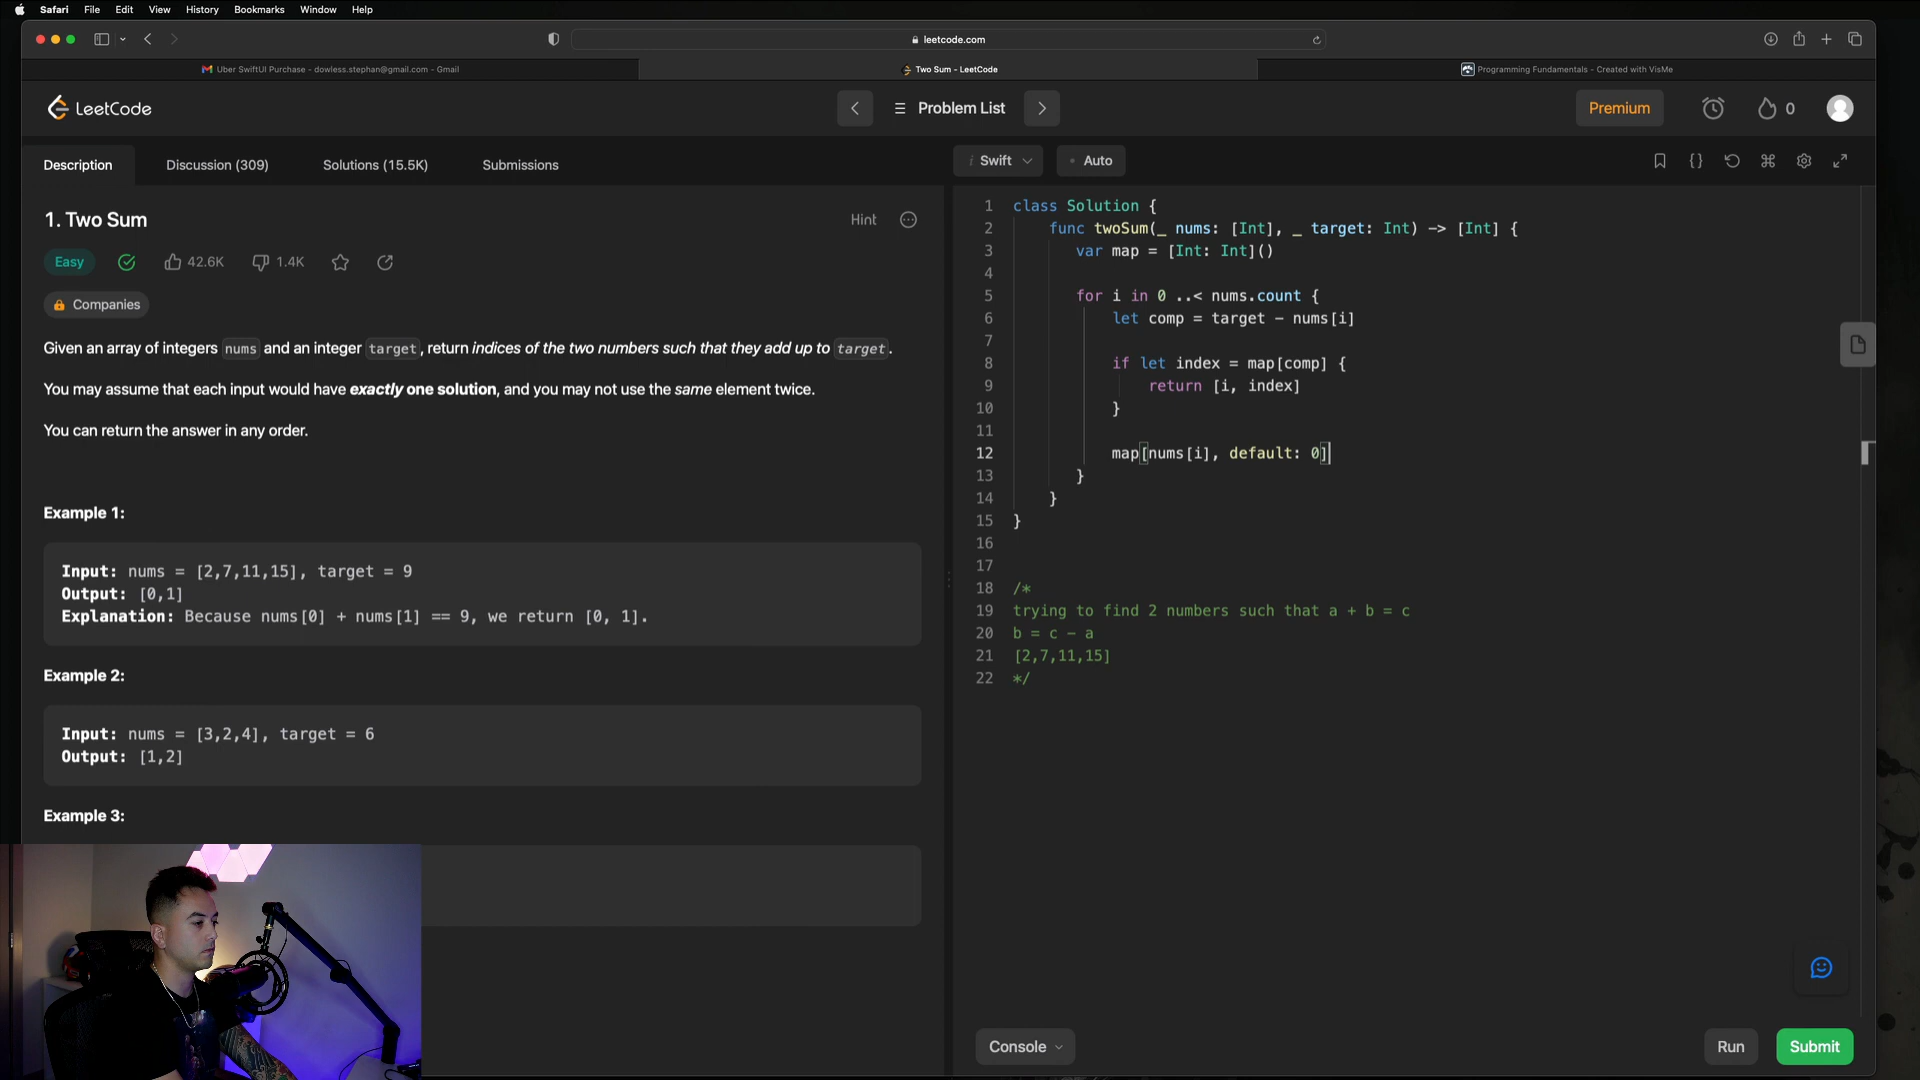 Safari File Edit View History Bookmarks Window Help
leetcode.com
Uber SwiftUI Purchase - dowless.stephan@gmail.com - Gmail
Two Sum - LeetCode
Programming Fundamentals - Created with VisMe
LeetCode
Problem List
Premium
0
Description
Discussion (309)
Solutions (15.5K)
Submissions
1. Two Sum
Hint
Easy
42.6K
1.4K
Companies
Given an array of integers nums and an integer target, return indices of the two numbers such that they add up to target.
You may assume that each input would have exactly one solution, and you may not use the same element twice.
You can return the answer in any order.
Example 1:
Input: nums = [2,7,11,15], target = 9
Output: [0,1]
Explanation: Because nums[0] + nums[1] == 9, we return [0, 1].
Example 2:
Input: nums = [3,2,4], target = 6
Output: [1,2]
Example 3:
i Swift
Auto
1 class Solution {
2 func twoSum(_ nums: [Int], _ target: Int) -> [Int] {
3 var map = [Int: Int]()
4
5 for i in 0 ..< nums.count {
6 let comp = target - nums[i]
7
8 if let index = map[comp] {
9 return [i, index]
10 }
11
12 map[nums[i], default: 0]
13 }
14 }
15 }
16
17
18 /*
19 trying to find 2 numbers such that a + b = c
20 b = c - a
21 [2,7,11,15]
22 */
Console
Run
Submit